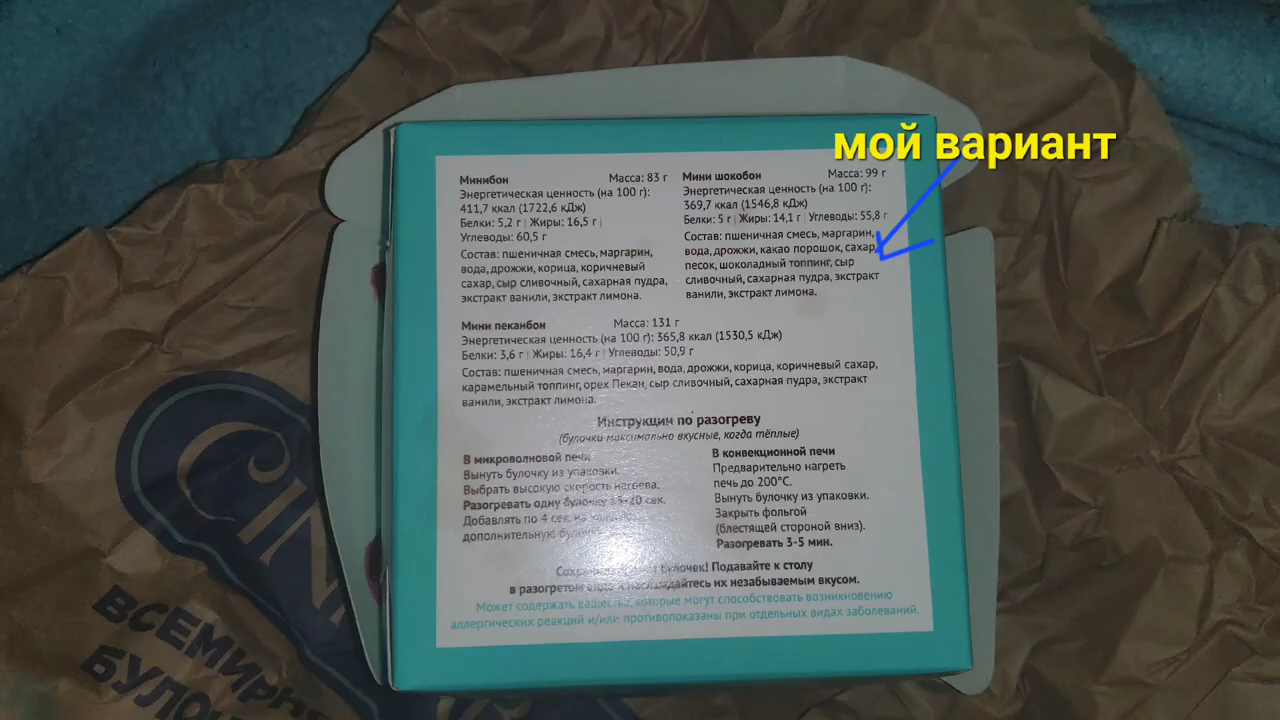 мой вариант
Минибон Масса: 83 г
Энергетическая ценность (на 100 г):
411,7 ккал (1722,6 кДж)
Белки: 5,2 г | Жиры: 16,5 г |
Углеводы: 60,5 г
Состав: пшеничная смесь, маргарин,
вода, дрожжи, корица, коричневый
сахар, сыр сливочный, сахарная пудра,
экстракт ванили, экстракт лимона.
Мини шокобон Масса: 99 г
Энергетическая ценность (на 100 г):
369,7 ккал (1546,8 кДж)
Белки: 5 г | Жиры: 14,1 г | Углеводы: 55,8 г
Состав: пшеничная смесь, маргарин,
вода, дрожжи, какао порошок, сахар
песок, шоколадный топпинг, сыр
сливочный, сахарная пудра, экстракт
ванили, экстракт лимона.
Мини пеканбон Масса: 131 г
Энергетическая ценность (на 100 г): 365,8 ккал (1530,5 кДж)
Белки: 3,6 г | Жиры: 16,4 г | Углеводы: 50,9 г
Состав: пшеничная смесь, маргарин, вода, дрожжи, корица, коричневый сахар,
карамельный топпинг, орех Пекан, сыр сливочный, сахарная пудра, экстракт
ванили, экстракт лимона.
Инструкции по разогреву
(булочки максимально вкусные, когда тёплые)
В микроволновой печи
Вынуть булочку из упаковки.
Выбрать высокую скорость нагрева.
Разогревать одну булочку 15-20 сек.
Добавлять по 4 сек. на
дополнительную
В конвекционной печи
Предварительно нагреть
печь до 200°C.
Вынуть булочку из упаковки.
Закрыть фольгой
(блестящей стороной вниз).
Разогревать 3-5 мин.
булочек! Подавайте к столу
в разогретом виде и наслаждайтесь их незабываемым вкусом.
Может содержать вещества, которые могут способствовать возникновению
аллергических реакций и/или противопоказаны при отдельных видах заболеваний.
CIN
ВСЕМИРН
БУЛОЧ